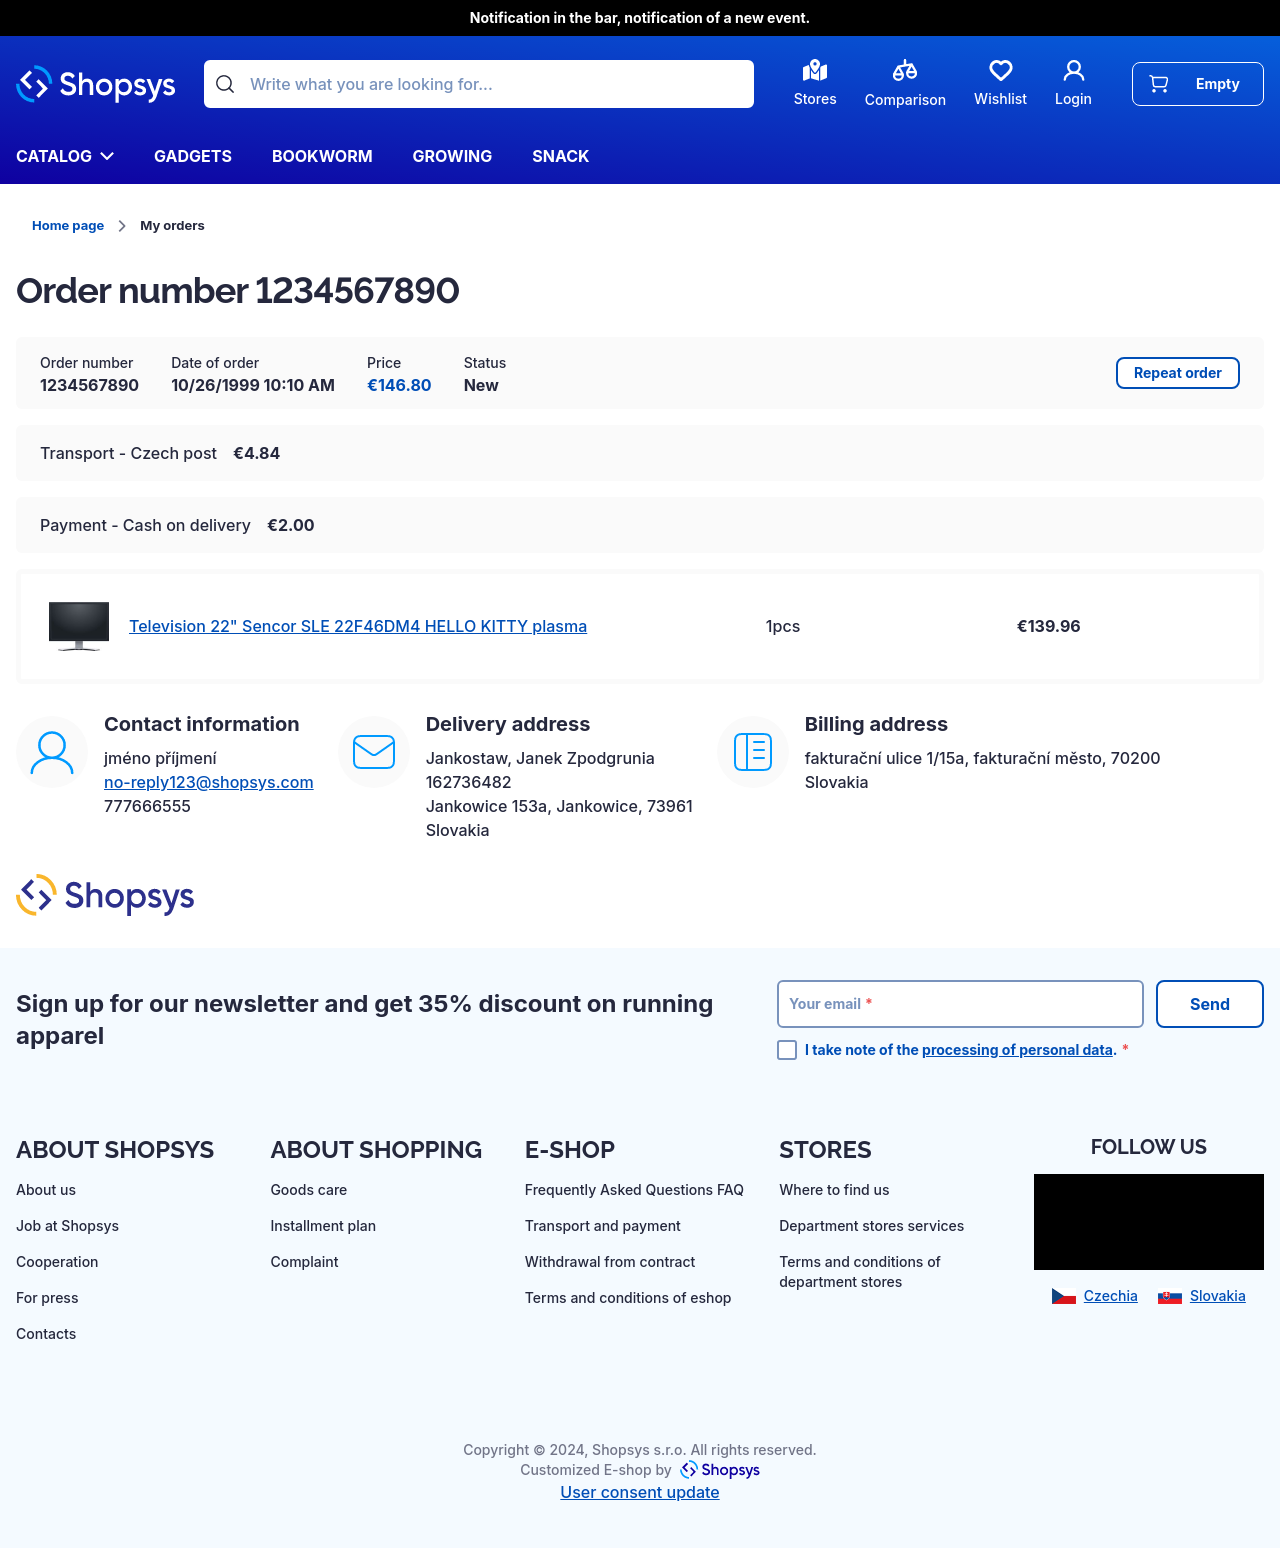 Notification in the bar, notification of a new event.
Shopsys
Write what you are looking for...
Stores
Comparison
Wishlist
Login
Empty
CATALOG
GADGETS
BOOKWORM
GROWING
SNACK
Home page
My orders
Order number 1234567890
Order number
1234567890
Date of order
10/26/1999 10:10 AM
Price
€146.80
Status
New
Repeat order
Transport - Czech post €4.84
Payment - Cash on delivery €2.00
Television 22" Sencor SLE 22F46DM4 HELLO KITTY plasma
1pcs
€139.96
Contact information
jméno příjmení
no-reply123@shopsys.com
777666555
Delivery address
Jankostaw, Janek Zpodgrunia
162736482
Jankowice 153a, Jankowice, 73961
Slovakia
Billing address
fakturační ulice 1/15a, fakturační město, 70200
Slovakia
Shopsys
Sign up for our newsletter and get 35% discount on running
apparel
Your email *
Send
I take note of the processing of personal data. *
ABOUT SHOPSYS
About us
Job at Shopsys
Cooperation
For press
Contacts
ABOUT SHOPPING
Goods care
Installment plan
Complaint
E-SHOP
Frequently Asked Questions FAQ
Transport and payment
Withdrawal from contract
Terms and conditions of eshop
STORES
Where to find us
Department stores services
Terms and conditions of
department stores
FOLLOW US
Czechia
Slovakia
Copyright © 2024, Shopsys s.r.o. All rights reserved.
Customized E-shop by Shopsys
User consent update